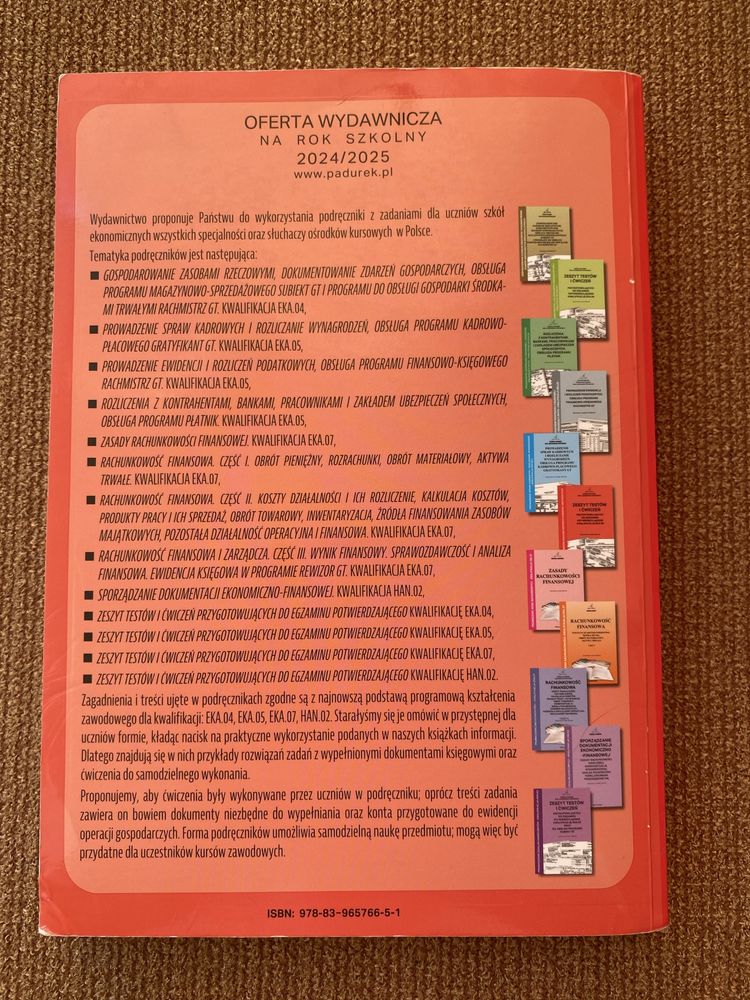 OFERTA WYDAWNICZA
NA ROK SZKOLNY
2024/2025
www.padurek.pl
Wydawnictwo proponuje Państwu do wykorzystania podręczniki z zadaniami dla uczniów szkół
ekonomicznych wszystkich specjalności oraz słuchaczy ośrodków kursowych w Polsce.
Tematyka podręczników jest następująca:
■ GOSPODAROWANIE ZASOBAMI RZECZOWYMI, DOKUMENTOWANIE ZDARZEŃ GOSPODARCZYCH, OBSŁUGA
PROGRAMU MAGAZYNOWO-SPRZEDAŻOWEGO SUBIEKT GT I PROGRAMU DO OBSŁUGI GOSPODARKI ŚRODKA-
MI TRWAŁYMI RACHMISTRZ GT. KWALIFIKACJA EKA.04,
■ PROWADZENIE SPRAW KADROWYCH I ROZLICZANIE WYNAGRODZEŃ, OBSŁUGA PROGRAMU KADROWO-
PŁACOWEGO GRATYFIKANT GT. KWALIFIKACJA EKA.05,
■ PROWADZENIE EWIDENCJI I ROZLICZEŃ PODATKOWYCH, OBSŁUGA PROGRAMU FINANSOWO-KSIĘGOWEGO
RACHMISTRZ GT. KWALIFIKACJA EKA.05,
■ ROZLICZENIA Z KONTRAHENTAMI, BANKAMI, PRACOWNIKAMI I ZAKŁADEM UBEZPIECZEŃ SPOŁECZNYCH,
OBSŁUGA PROGRAMU PŁATNIK. KWALIFIKACJA EKA.05,
■ ZASADY RACHUNKOWOŚCI FINANSOWEJ. KWALIFIKACJA EKA.07,
■ RACHUNKOWOŚĆ FINANSOWA. CZĘŚĆ I. OBRÓT PIENIĘŻNY, ROZRACHUNKI, OBRÓT MATERIAŁOWY, AKTYWA
TRWAŁE. KWALIFIKACJA EKA.07,
■ RACHUNKOWOŚĆ FINANSOWA. CZĘŚĆ II. KOSZTY DZIAŁALNOŚCI I ICH ROZLICZENIE, KALKULACJA KOSZTÓW,
PRODUKTY PRACY I ICH SPRZEDAŻ, OBRÓT TOWAROWY, INWENTARYZACJA, ŹRÓDŁA FINANSOWANIA ZASOBÓW
MAJĄTKOWYCH, POZOSTAŁA DZIAŁALNOŚĆ OPERACYJNA I FINANSOWA. KWALIFIKACJA EKA.07,
■ RACHUNKOWOŚĆ FINANSOWA I ZARZĄDCZA. CZĘŚĆ III. WYNIK FINANSOWY. SPRAWOZDAWCZOŚĆ I ANALIZA
FINANSOWA. EWIDENCJA KSIĘGOWA W PROGRAMIE REWIZOR GT. KWALIFIKACJA EKA.07,
■ SPORZĄDZANIE DOKUMENTACJI EKONOMICZNO-FINANSOWEJ. KWALIFIKACJA HAN.02,
■ ZESZYT TESTÓW I ĆWICZEŃ PRZYGOTOWUJĄCYCH DO EGZAMINU POTWIERDZAJĄCEGO KWALIFIKACJĘ EKA.04,
■ ZESZYT TESTÓW I ĆWICZEŃ PRZYGOTOWUJĄCYCH DO EGZAMINU POTWIERDZAJĄCEGO KWALIFIKACJĘ EKA.05,
■ ZESZYT TESTÓW I ĆWICZEŃ PRZYGOTOWUJĄCYCH DO EGZAMINU POTWIERDZAJĄCEGO KWALIFIKACJĘ EKA.07,
■ ZESZYT TESTÓW I ĆWICZEŃ PRZYGOTOWUJĄCYCH DO EGZAMINU POTWIERDZAJĄCEGO KWALIFIKACJĘ HAN.02.
Zagadnienia i treści ujęte w podręcznikach zgodne są z najnowszą podstawą programową kształcenia
zawodowego dla kwalifikacji: EKA.04, EKA.05, EKA.07, HAN.02. Starałyśmy się je omówić w przystępnej dla
uczniów formie, kładąc nacisk na praktyczne wykorzystanie podanych w naszych książkach informacji.
Dlatego znajdują się w nich przykłady rozwiązań zadań z wypełnionymi dokumentami księgowymi oraz
ćwiczenia do samodzielnego wykonania.
Proponujemy, aby ćwiczenia były wykonywane przez uczniów w podręczniku; oprócz treści zadania
zawiera on bowiem dokumenty niezbędne do wypełniania oraz konta przygotowane do ewidencji
operacji gospodarczych. Forma podręczników umożliwia samodzielną naukę przedmiotu; mogą więc być
przydatne dla uczestników kursów zawodowych.
ZESZYT TESTÓW
I ĆWICZEŃ
ROZLICZENIA
Z KONTRAHENTAMI,
PROWADZENIE
SPRAW KADROWYCH
I ROZLICZANIE
WYNAGRODZEŃ
ZESZYT TESTÓW
I ĆWICZEŃ
ZASADY
RACHUNKOWOŚCI
FINANSOWEJ
RACHUNKOWOŚĆ
FINANSOWA
RACHUNKOWOŚĆ
FINANSOWA
SPORZĄDZANIE
DOKUMENTACJI
EKONOMICZNO
-FINANSOWEJ
ZESZYT TESTÓW
I ĆWICZEŃ
ISBN: 978-83-965766-5-1